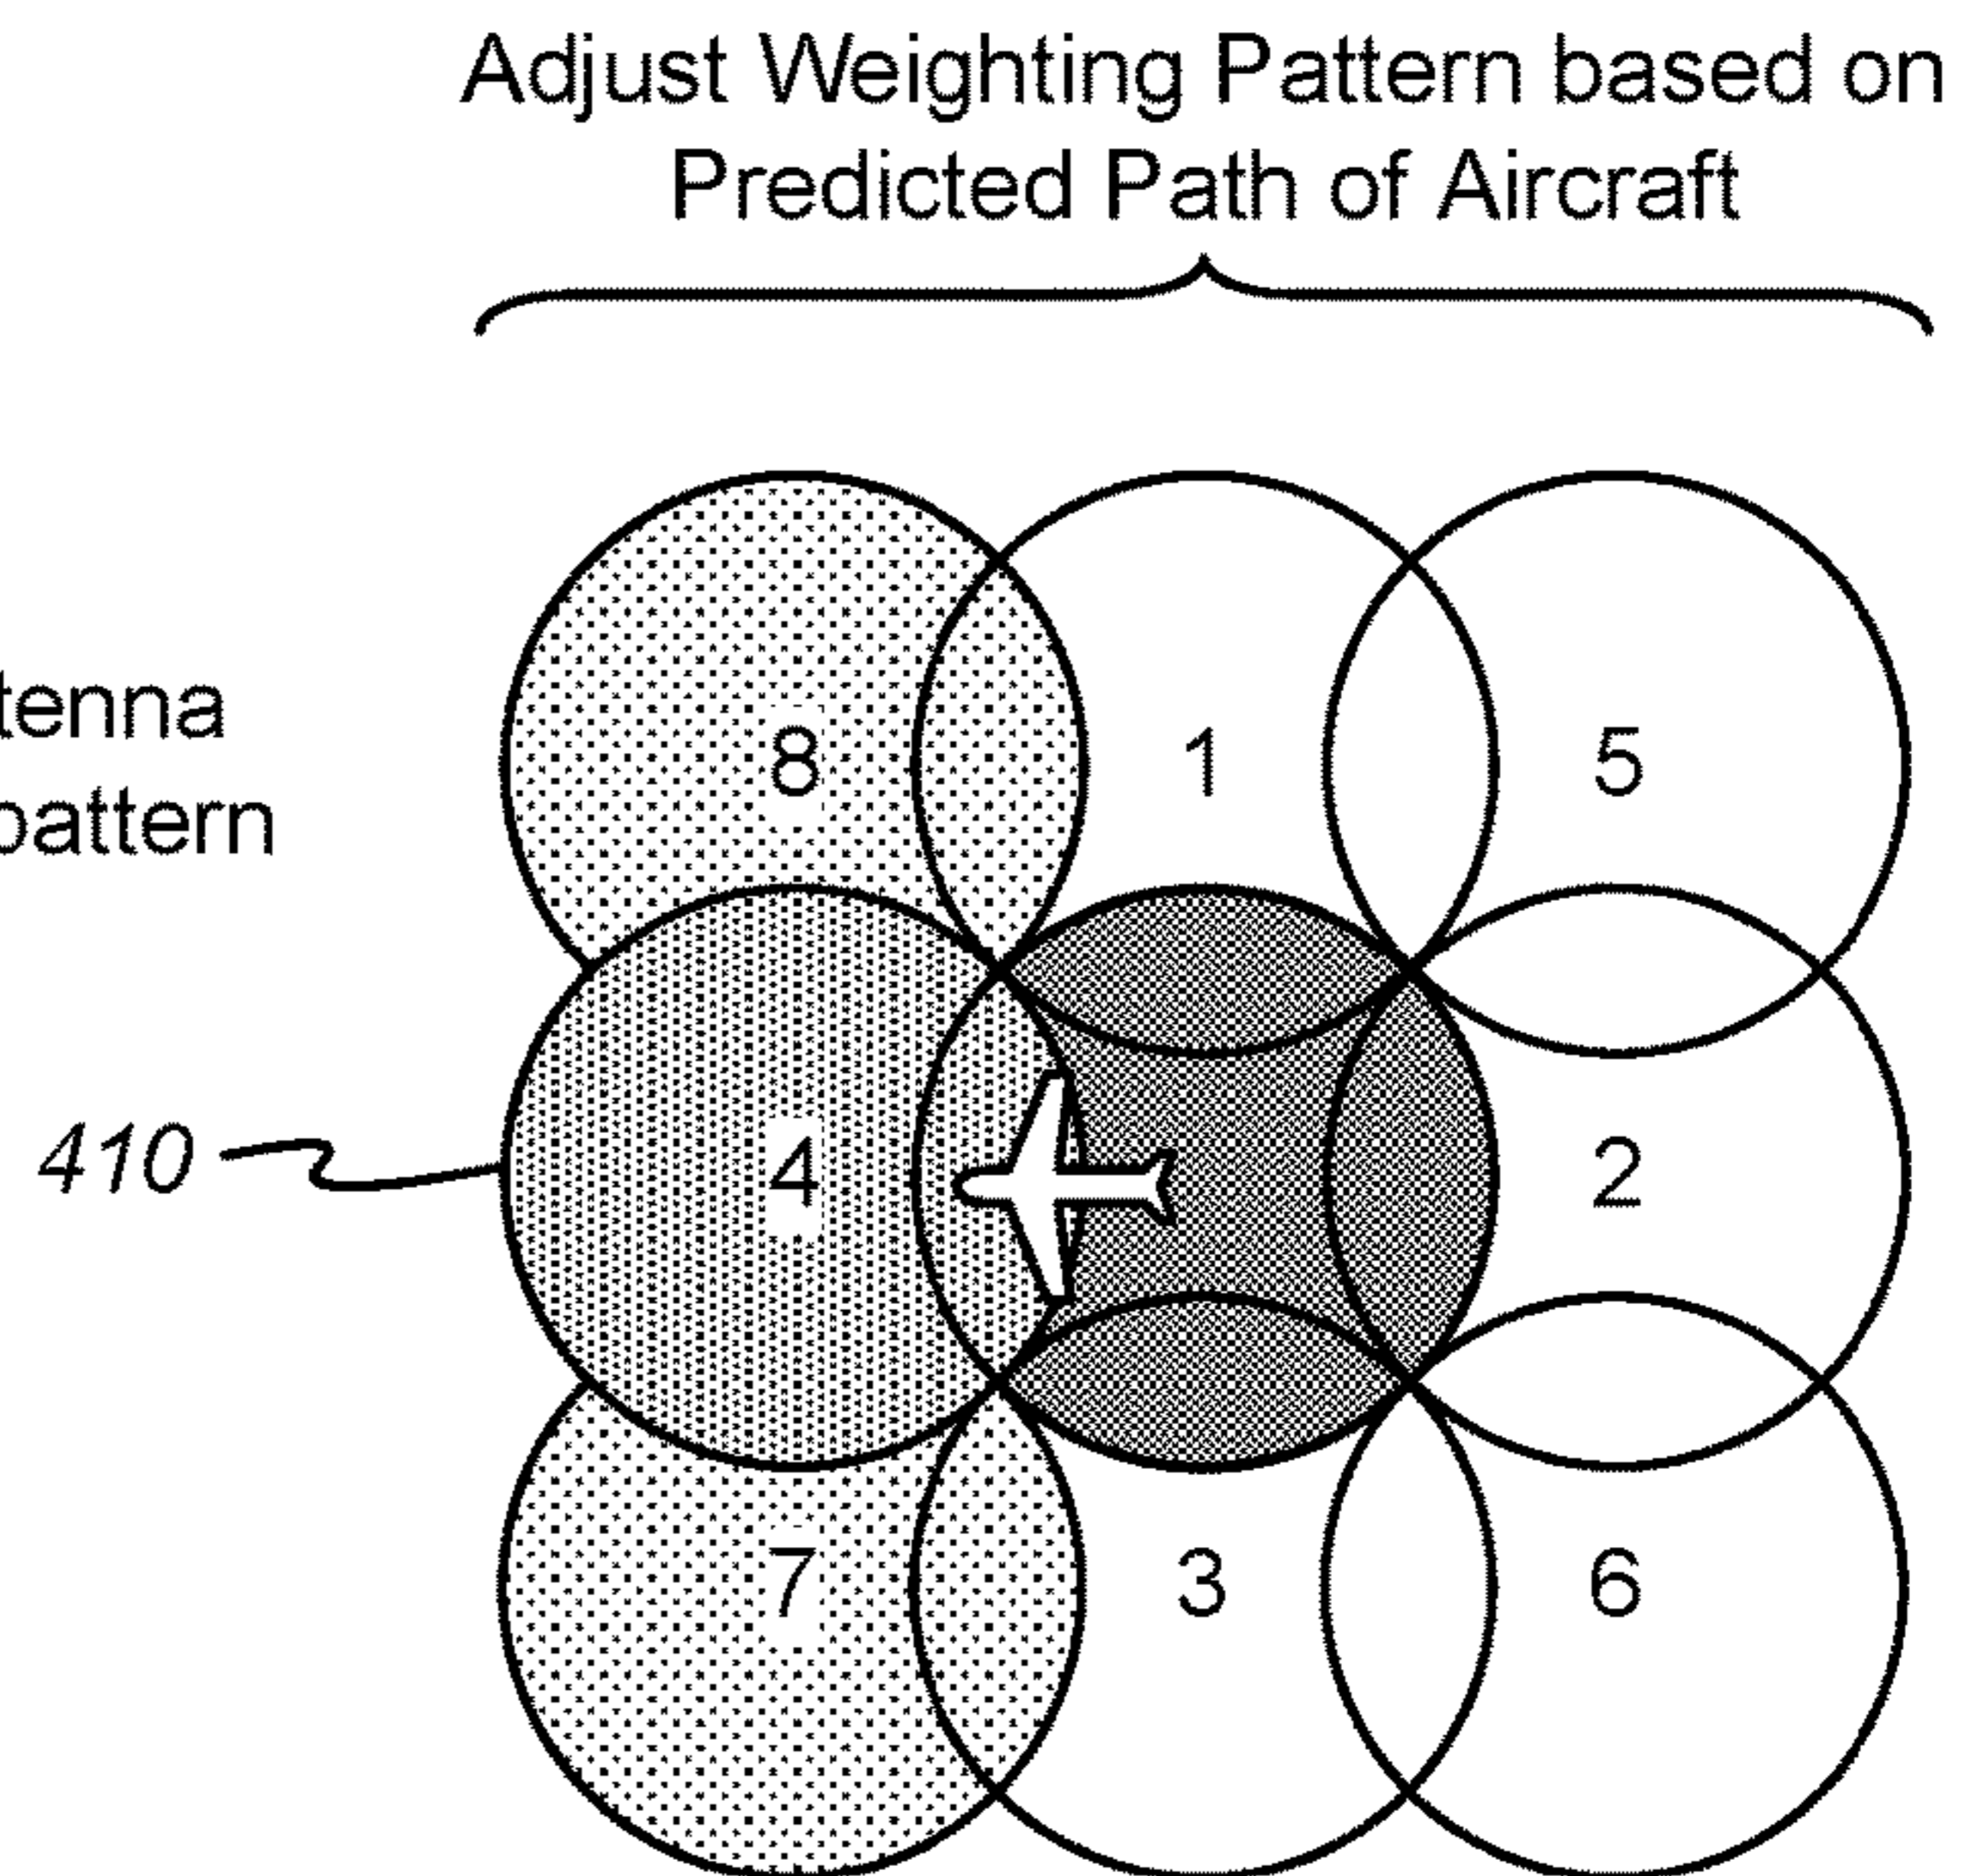 Adjust Weighting Pattern based on
Predicted Path of Aircraft
tenna
pattern
8 1 5
410 4 2
7 3 6